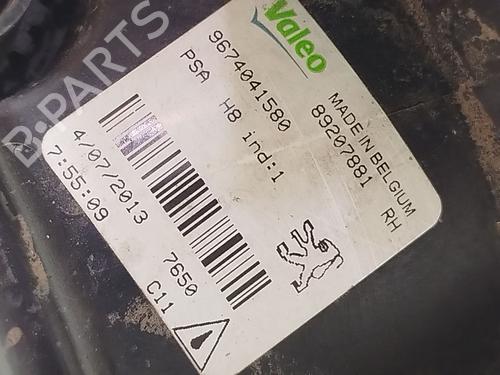 Valeo
9674041580
PSA H8 ind:1
MADE IN BELGIUM
89207881 RH
4/07/2013 7650
7:55:09 C11
B-PARTS